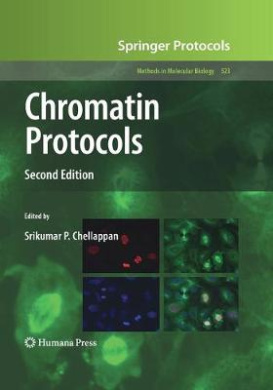 Springer Protocols
Methods in Molecular Biology 523
Chromatin
Protocols
Second Edition
Edited by
Srikumar P. Chellappan
Humana Press